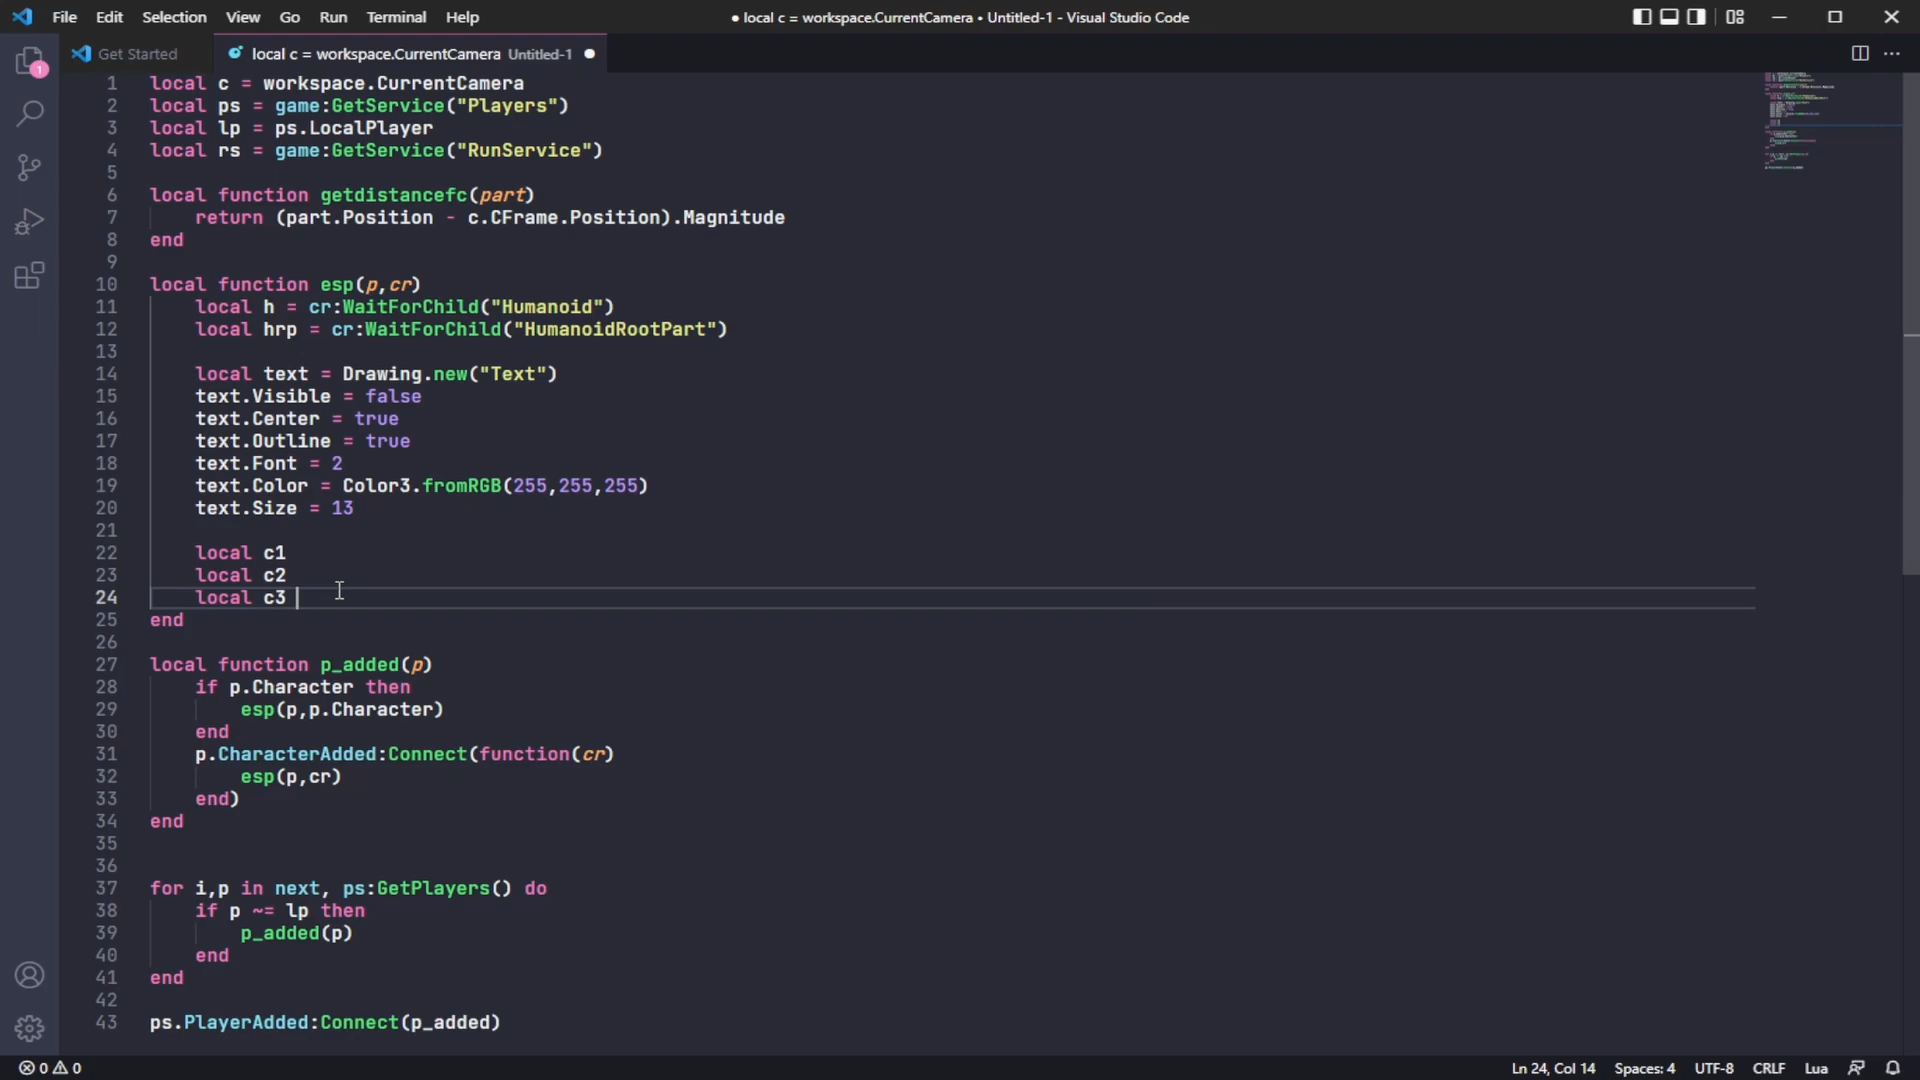 File Edit Selection View Go Run Terminal Help
● local c = workspace.CurrentCamera • Untitled-1 - Visual Studio Code
Get Started
local c = workspace.CurrentCamera Untitled-1
1
1 local c = workspace.CurrentCamera
2 local ps = game:GetService("Players")
3 local lp = ps.LocalPlayer
4 local rs = game:GetService("RunService")
5
6 local function getdistancefc(part)
7 return (part.Position - c.CFrame.Position).Magnitude
8 end
9
10 local function esp(p,cr)
11 local h = cr:WaitForChild("Humanoid")
12 local hrp = cr:WaitForChild("HumanoidRootPart")
13
14 local text = Drawing.new("Text")
15 text.Visible = false
16 text.Center = true
17 text.Outline = true
18 text.Font = 2
19 text.Color = Color3.fromRGB(255,255,255)
20 text.Size = 13
21
22 local c1
23 local c2
24 local c3
25 end
26
27 local function p_added(p)
28 if p.Character then
29 esp(p,p.Character)
30 end
31 p.CharacterAdded:Connect(function(cr)
32 esp(p,cr)
33 end)
34 end
35
36
37 for i,p in next, ps:GetPlayers() do
38 if p ~= lp then
39 p_added(p)
40 end
41 end
42
43 ps.PlayerAdded:Connect(p_added)
0 0 Ln 24, Col 14 Spaces: 4 UTF-8 CRLF Lua